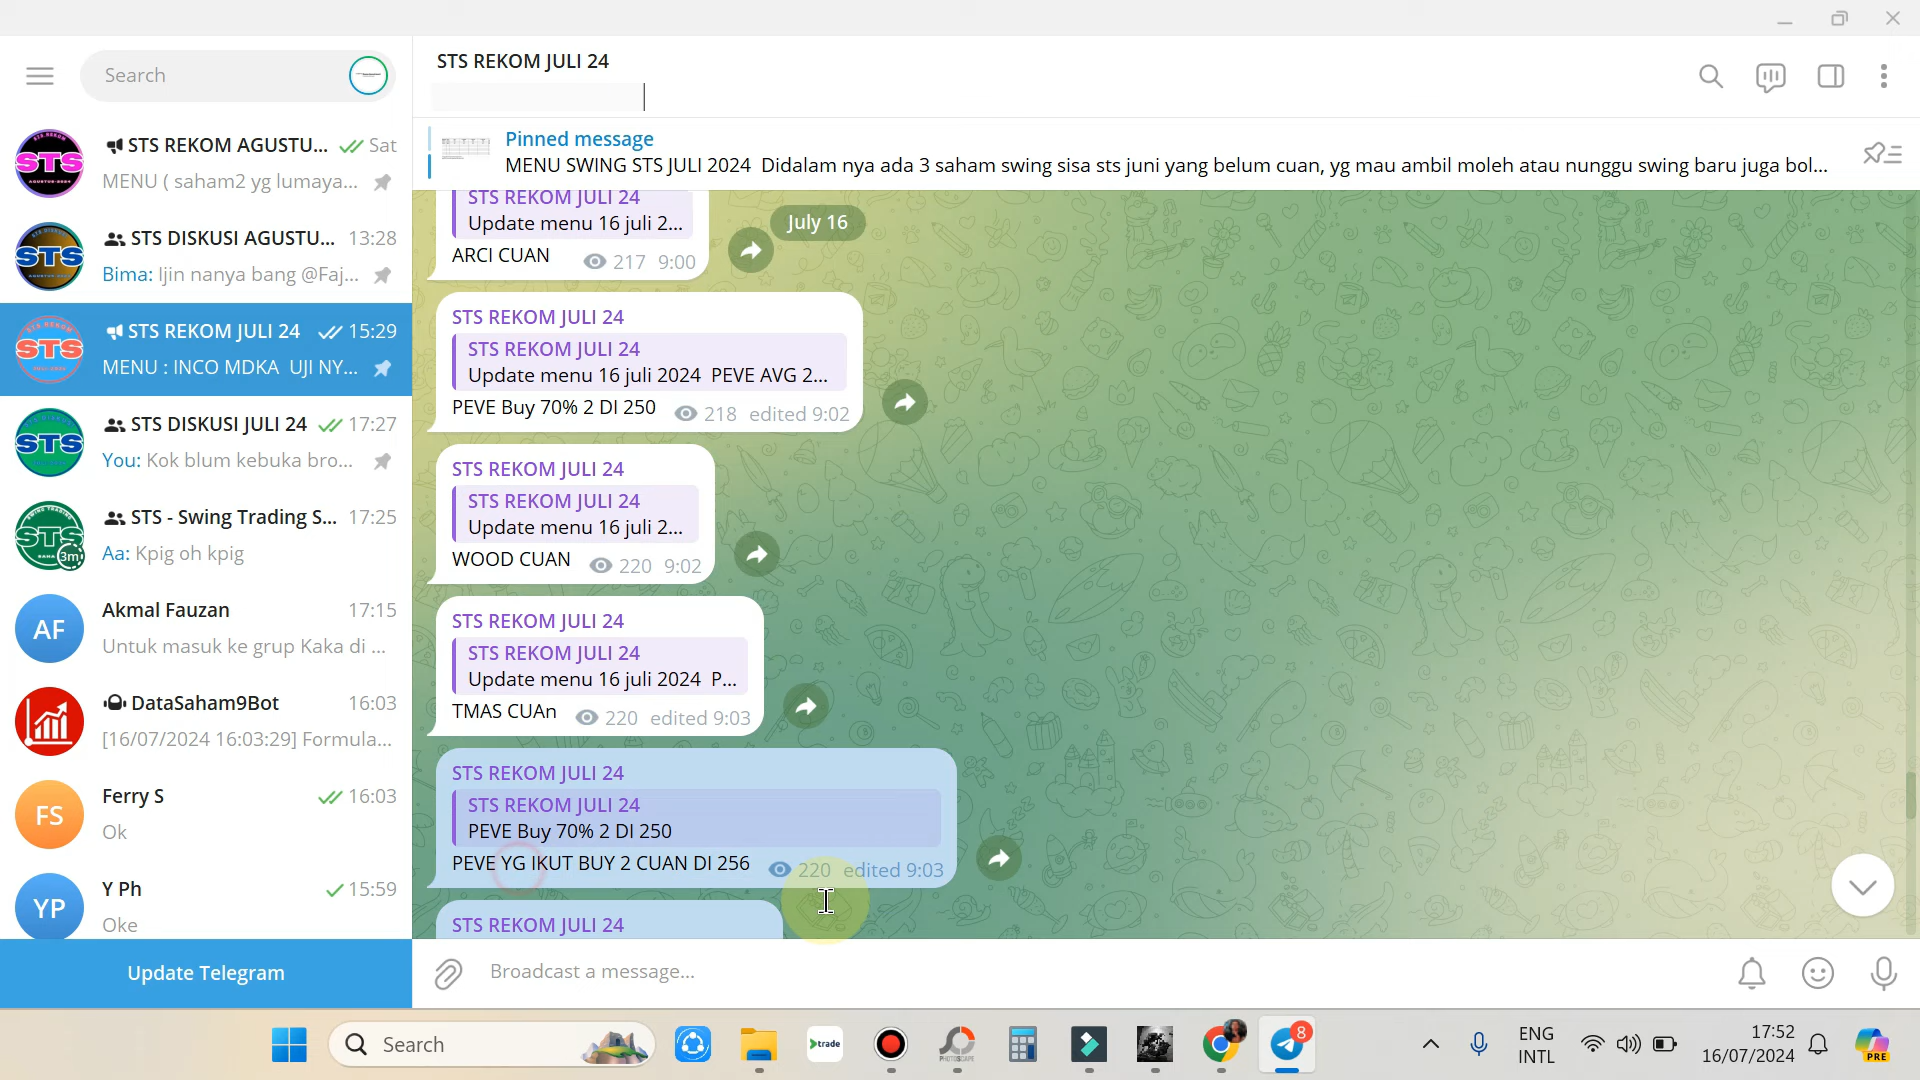 Search
STS REKOM AGUSTU... Sat
MENU ( saham2 yg lumaya...
STS DISKUSI AGUSTU... 13:28
Bima: Ijin nanya bang @Faj...
STS REKOM JULI 24 15:29
MENU : INCO MDKA UJI NY...
STS DISKUSI JULI 24 17:27
You: Kok blum kebuka bro...
STS - Swing Trading S... 17:25
Aa: Kpig oh kpig
3m
AF
Akmal Fauzan 17:15
Untuk masuk ke grup Kaka di ...
DataSaham9Bot 16:03
[16/07/2024 16:03:29] Formula...
FS
Ferry S 16:03
Ok
YP
Y Ph 15:59
Oke
Update Telegram
STS REKOM JULI 24
Pinned message
MENU SWING STS JULI 2024 Didalam nya ada 3 saham swing sisa sts juni yang belum cuan, yg mau ambil moleh atau nunggu swing baru juga bol...
July 16
STS REKOM JULI 24
Update menu 16 juli 2...
ARCI CUAN 217 9:00
STS REKOM JULI 24
STS REKOM JULI 24
Update menu 16 juli 2024 PEVE AVG 2...
PEVE Buy 70% 2 DI 250 218 edited 9:02
STS REKOM JULI 24
STS REKOM JULI 24
Update menu 16 juli 2...
WOOD CUAN 220 9:02
STS REKOM JULI 24
STS REKOM JULI 24
Update menu 16 juli 2024 P...
TMAS CUAn 220 edited 9:03
STS REKOM JULI 24
STS REKOM JULI 24
PEVE Buy 70% 2 DI 250
PEVE YG IKUT BUY 2 CUAN DI 256 220 edited 9:03
STS REKOM JULI 24
Broadcast a message...
Search
trade
PHOTOSCAPE
8
ENG
INTL
17:52
16/07/2024
PRE